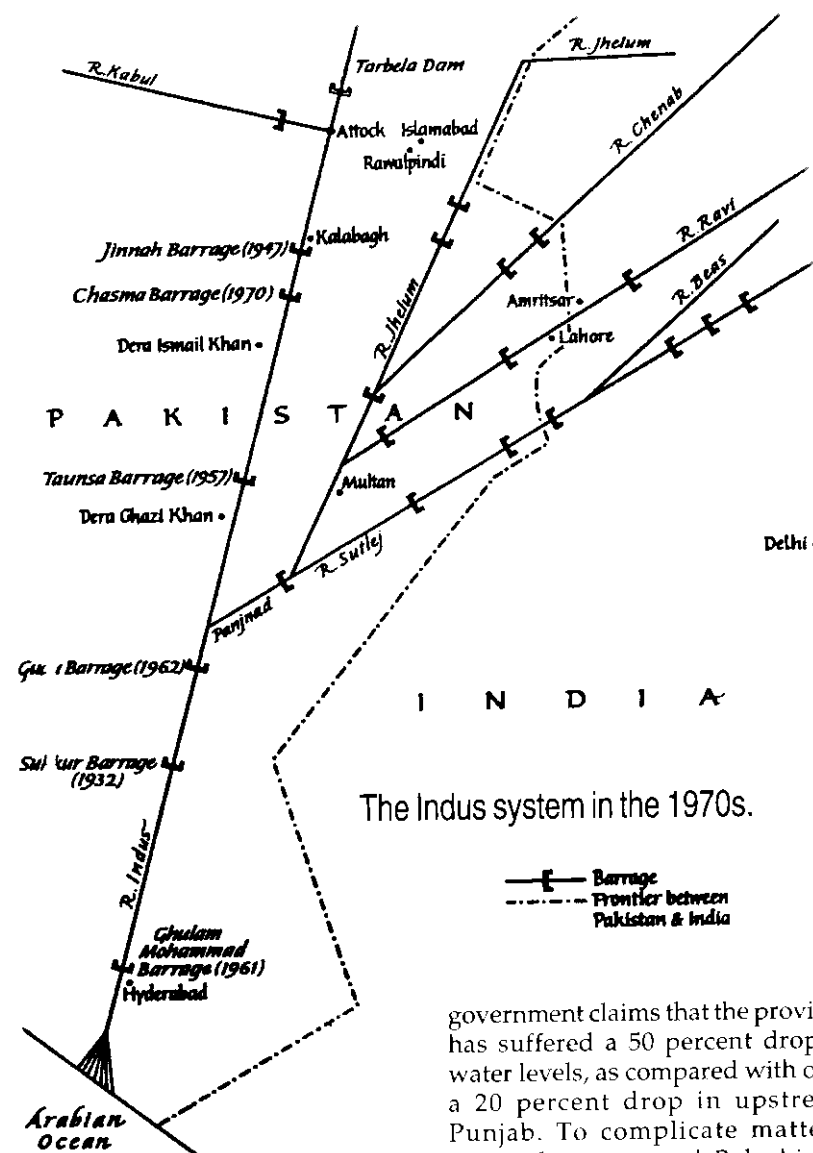 R. Jhelum
R. Kabul
Tarbela Dam
R. Chenab
Attock
Islamabad
Rawalpindi
R. Ravi
Kalabagh
Jinnah Barrage (1947)
R. Beas
Chasma Barrage (1970)
Amritsar
R. Jhelum
Lahore
Dera Ismail Khan
PAKISTAN
Taunsa Barrage (1957)
Multan
Dera Ghazi Khan
Delhi
R. Sutlej
Panjnad
Barrage (1962)
INDIA
Barrage
(1932)
The Indus system in the 1970s.
R. Indus
Barrage
Frontier between
Pakistan & India
Ghulam
Mohammad
Barrage (1961)
Hyderabad
government claims that the provi
has suffered a 50 percent drop
water levels, as compared with o
a 20 percent drop in upstre
Punjab. To complicate matte
Arabian
Ocean